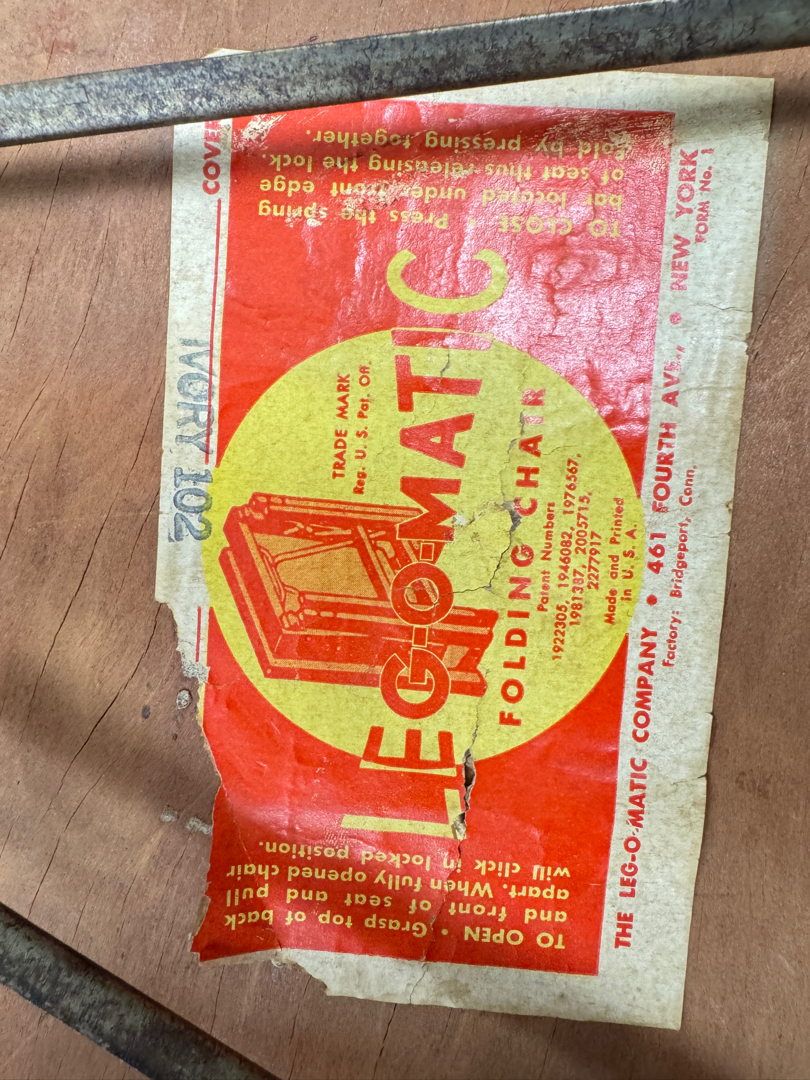 COVER
IVORY 102
TO OPEN • Grasp top of back
and front of seat and pull
apart. When fully opened chair
will click in locked position.
TRADE MARK
Reg. U. S. Pat. Off.
LEG-O-MATIC
FOLDING CHAIR
Patent Numbers
1922305, 1946082, 1976567,
1981387, 2005715,
2277917
Made and Printed
in U. S. A.
TO CLOSE • Press the spring
bar located under front edge
of seat thus releasing the lock.
Fold by pressing together.
THE LEG-O-MATIC COMPANY • 461 FOURTH AVE., • NEW YORK
Factory: Bridgeport, Conn.
FORM No. 1